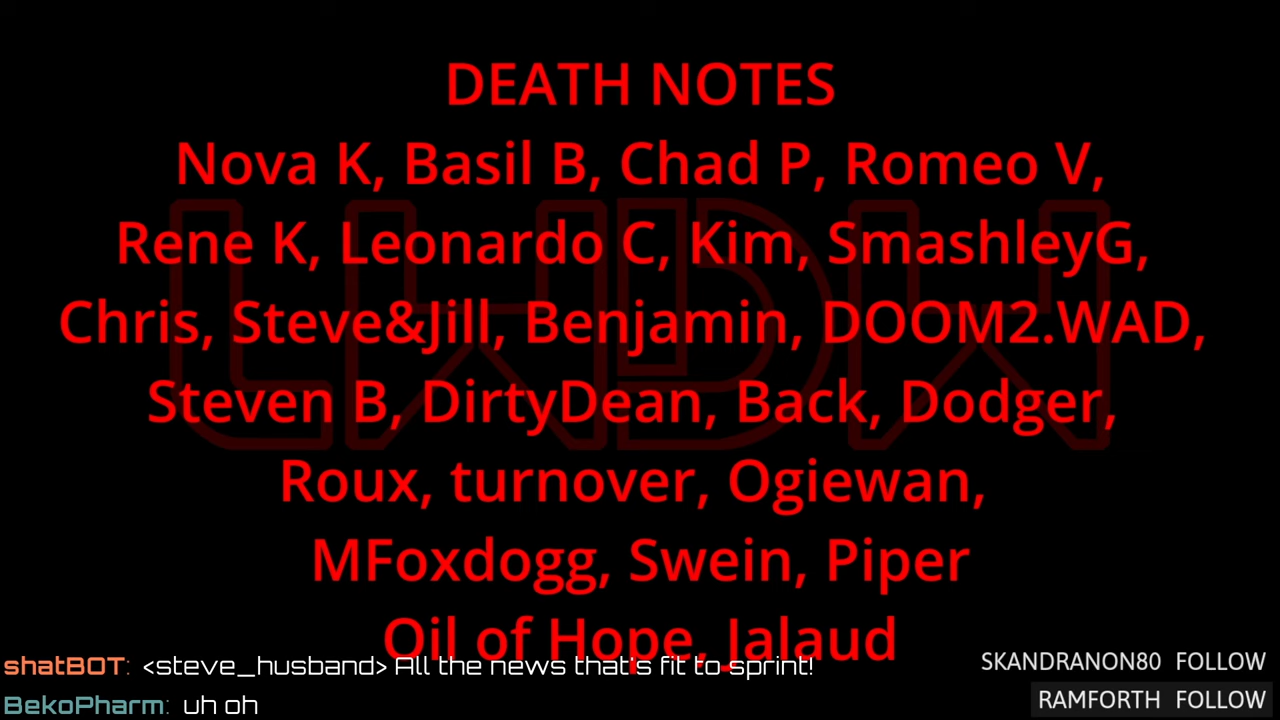 DEATH NOTES
Nova K, Basil B, Chad P, Romeo V,
Rene K, Leonardo C, Kim, SmashleyG,
Chris, Steve&Jill, Benjamin, DOOM2.WAD,
Steven B, DirtyDean, Back, Dodger,
Roux, turnover, Ogiewan,
MFoxdogg, Swein, Piper
Oil of Hope, Jalaud
shatBOT: <steve_husband> All the news that's fit to sprint!
BekoPharm: uh oh
SKANDRANON80 FOLLOW
RAMFORTH FOLLOW